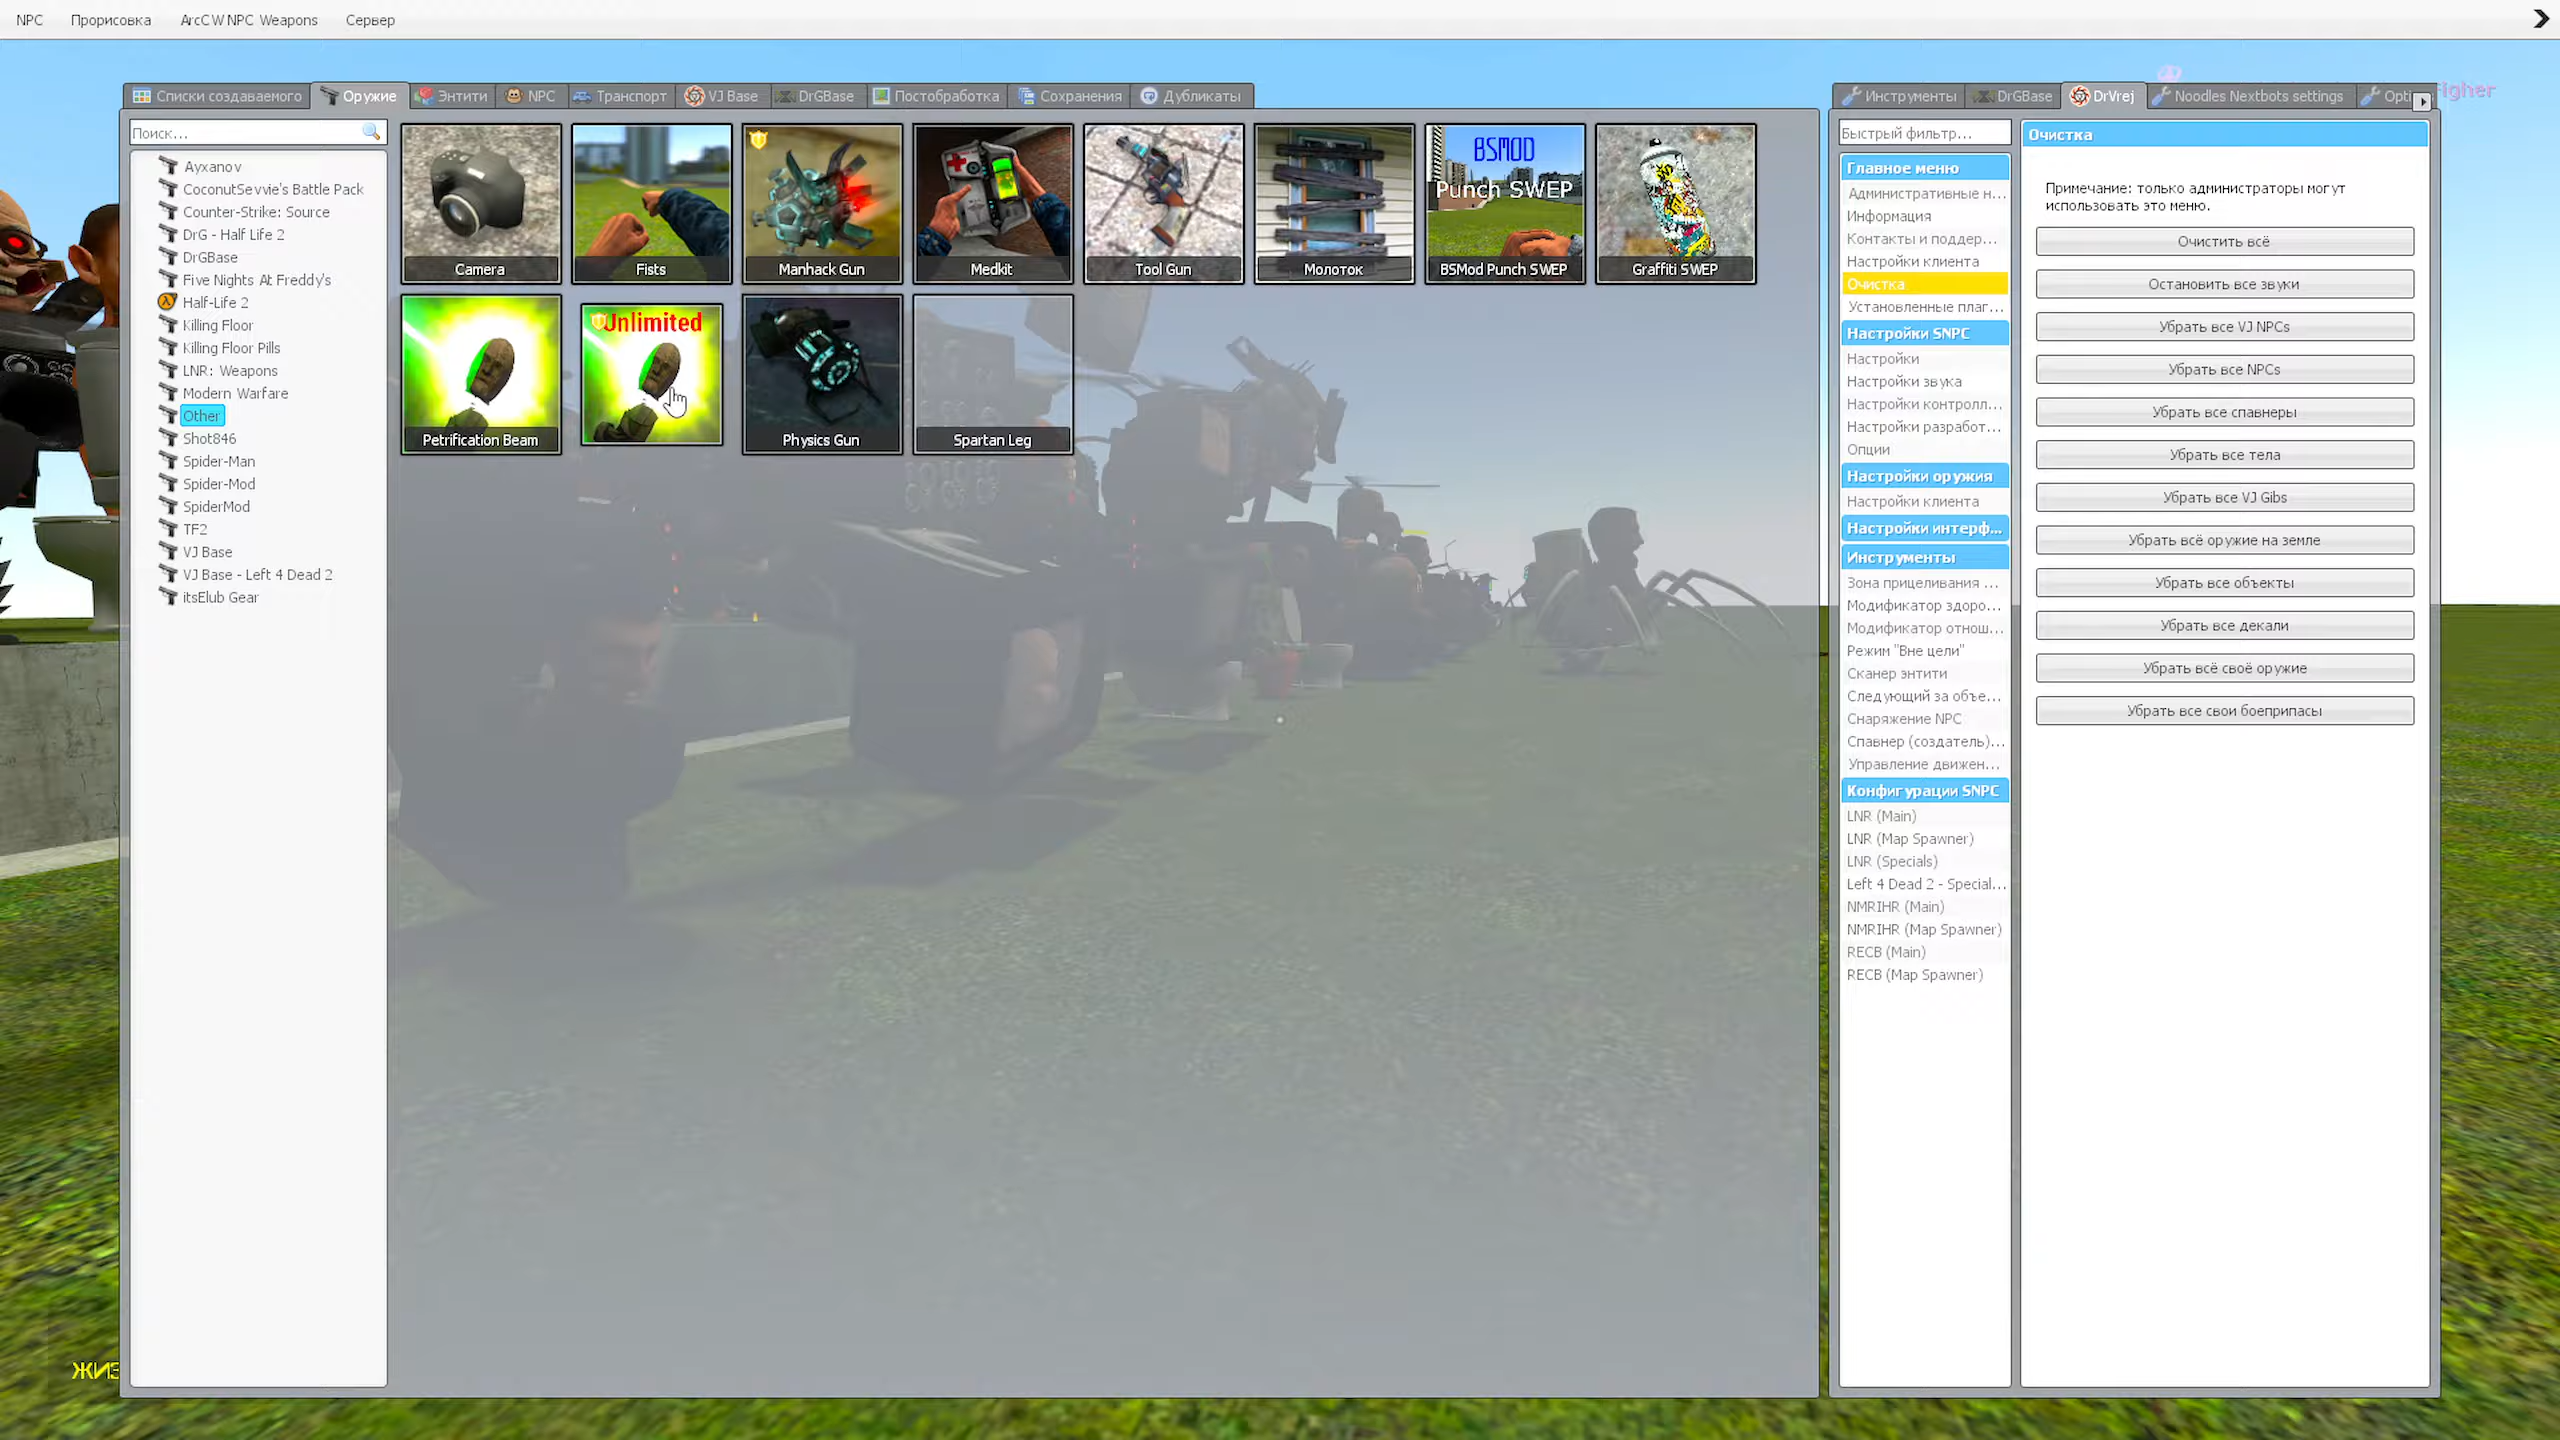 NPC Прорисовка ArcCW NPC Weapons Сервер
Списки создаваемого Оружие Энтити NPC Транспорт VJ Base DrGBase Постобработка Сохранения Дубликаты
Поиск...
Ayxanov
CoconutSevvie's Battle Pack
Counter-Strike: Source
DrG - Half Life 2
DrGBase
Five Nights At Freddy's
Half-Life 2
Killing Floor
Killing Floor Pills
LNR: Weapons
Modern Warfare
Other
Shot846
Spider-Man
Spider-Mod
SpiderMod
TF2
VJ Base
VJ Base - Left 4 Dead 2
itsElub Gear
BSMOD
Punch SWEP
Camera Fists Manhack Gun Medkit Tool Gun Молоток BSMod Punch SWEP Graffiti SWEP
Unlimited
Petrification Beam Physics Gun Spartan Leg
Инструменты DrGBase DrVrej Noodles Nextbots settings Opti
Быстрый фильтр...
Главное меню
Административные н...
Информация
Контакты и поддер...
Настройки клиента
Очистка
Установленные плаг...
Настройки SNPC
Настройки
Настройки звука
Настройки контролл...
Настройки разработ...
Опции
Настройки оружия
Настройки клиента
Настройки интерф...
Инструменты
Зона прицеливания ...
Модификатор здоро...
Модификатор отнош...
Режим "Вне цели"
Сканер энтити
Следующий за объе...
Снаряжение NPC
Спавнер (создатель)...
Управление движен...
Конфигурации SNPC
LNR (Main)
LNR (Map Spawner)
LNR (Specials)
Left 4 Dead 2 - Special...
NMRIHR (Main)
NMRIHR (Map Spawner)
RECB (Main)
RECB (Map Spawner)
Очистка
Примечание: только администраторы могут
использовать это меню.
Очистить всё
Остановить все звуки
Убрать все VJ NPCs
Убрать все NPCs
Убрать все спавнеры
Убрать все тела
Убрать все VJ Gibs
Убрать всё оружие на земле
Убрать все объекты
Убрать все декали
Убрать всё своё оружие
Убрать все свои боеприпасы